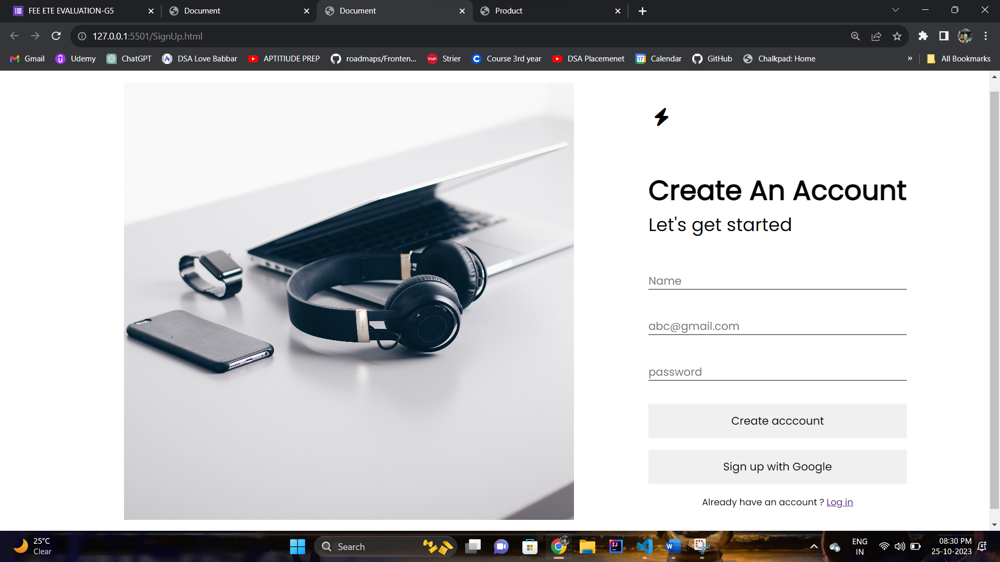 FEE ETE EVALUATION-G5
Document
Document
Product
127.0.0.1:5501/SignUp.html
Gmail
Udemy
ChatGPT
DSA Love Babbar
APTITIUDE PREP
roadmaps/Fronten...
TUF
Strier
Course 3rd year
DSA Placemenet
17
Calendar
GitHub
Chalkpad: Home
»
All Bookmarks
Create An Account
Let's get started
Name
abc@gmail.com
password
Create acccount
Sign up with Google
Already have an account ? Log in
25°C
Clear
Search
IJ
W
ENG
IN
08:30 PM
25-10-2023